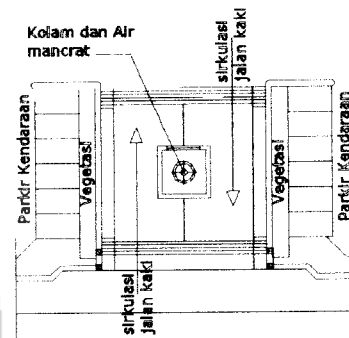 Kolam dan Air
mancrat
sirkulasi
jalan kaki
Parkir Kendaraan
Vegetasi
Vegetasi
Parkir Kendaraan
sirkulasi
jalan kaki